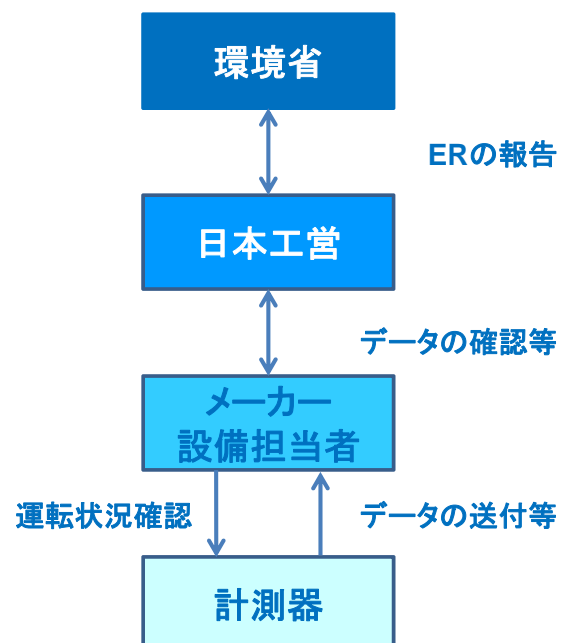 環境省
ERの報告
日本工営
データの確認等
メーカー
設備担当者
運転状況確認
データの送付等
計測器